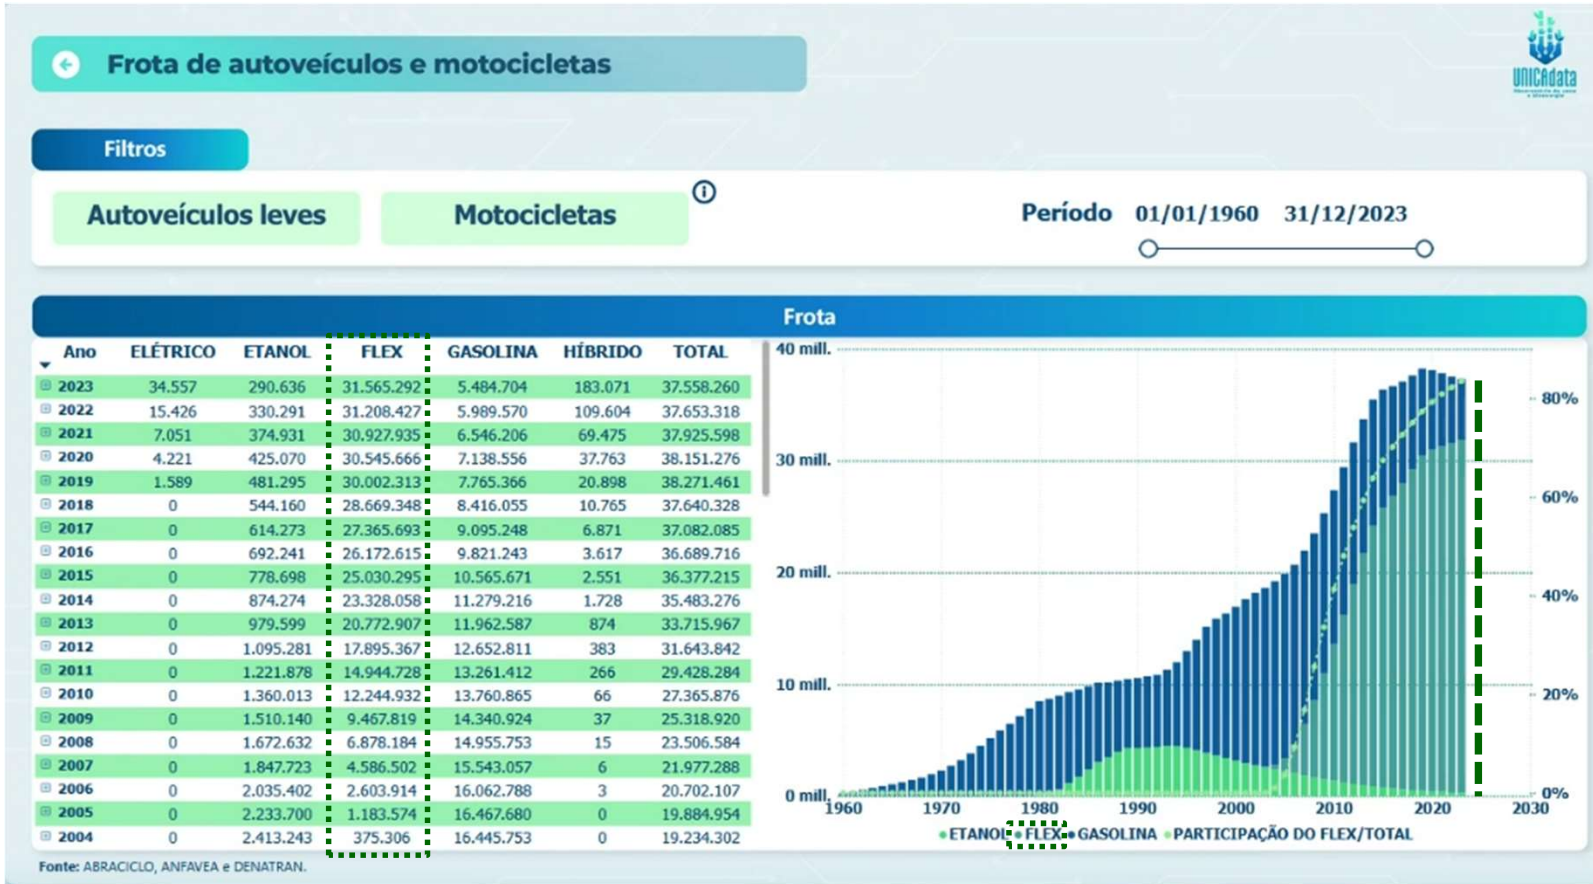 Frota de autoveículos e motocicletas
UNICAdata
Filtros
Autoveículos leves
Motocicletas
Período 01/01/1960 31/12/2023
Frota
Ano ELÉTRICO ETANOL FLEX GASOLINA HÍBRIDO TOTAL
2023 34.557 290.636 31.565.292 5.484.704 183.071 37.558.260
2022 15.426 330.291 31.208.427 5.989.570 109.604 37.653.318
2021 7.051 374.931 30.927.935 6.546.206 69.475 37.925.598
2020 4.221 425.070 30.545.666 7.138.556 37.763 38.151.276
2019 1.589 481.295 30.002.313 7.765.366 20.898 38.271.461
2018 0 544.160 28.669.348 8.416.055 10.765 37.640.328
2017 0 614.273 27.365.693 9.095.248 6.871 37.082.085
2016 0 692.241 26.172.615 9.821.243 3.617 36.689.716
2015 0 778.698 25.030.295 10.565.671 2.551 36.377.215
2014 0 874.274 23.328.058 11.279.216 1.728 35.483.276
2013 0 979.599 20.772.907 11.962.587 874 33.715.967
2012 0 1.095.281 17.895.367 12.652.811 383 31.643.842
2011 0 1.221.878 14.944.728 13.261.412 266 29.428.284
2010 0 1.360.013 12.244.932 13.760.865 66 27.365.876
2009 0 1.510.140 9.467.819 14.340.924 37 25.318.920
2008 0 1.672.632 6.878.184 14.955.753 15 23.506.584
2007 0 1.847.723 4.586.502 15.543.057 6 21.977.288
2006 0 2.035.402 2.603.914 16.062.788 3 20.702.107
2005 0 2.233.700 1.183.574 16.467.680 0 19.884.954
2004 0 2.413.243 375.306 16.445.753 0 19.234.302
40 mill.
30 mill.
20 mill.
10 mill.
0 mill.
80%
60%
40%
20%
0%
1960 1970 1980 1990 2000 2010 2020 2030
ETANOL FLEX GASOLINA PARTICIPAÇÃO DO FLEX/TOTAL
Fonte: ABRACICLO, ANFAVEA e DENATRAN.